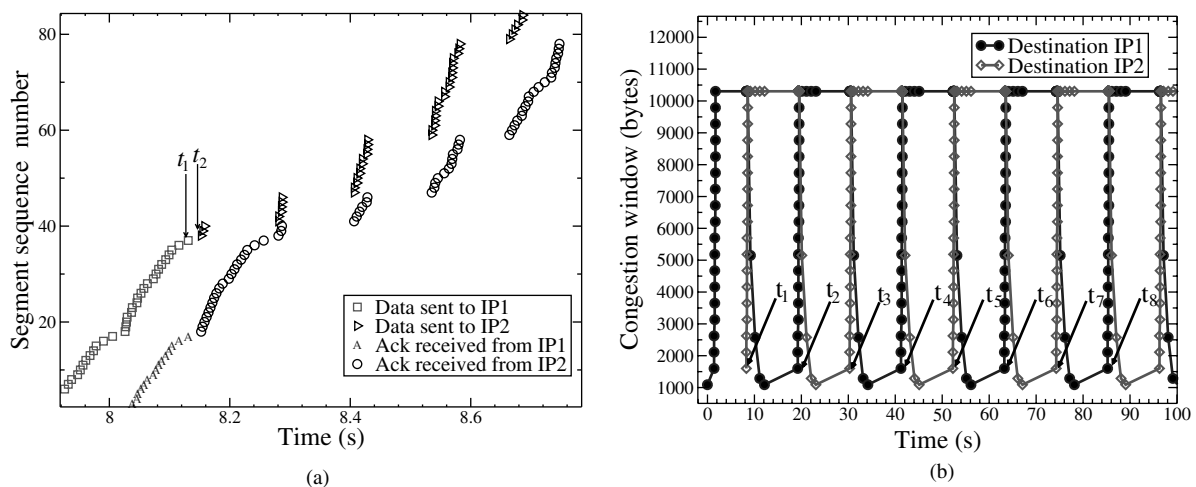 Segment sequence number
80
60
40
20
t1
t2
Data sent to IP1
Data sent to IP2
Ack received from IP1
Ack received from IP2
8
8.2
8.4
8.6
Time (s)
(a)
Congestion window (bytes)
12000
11000
10000
9000
8000
7000
6000
5000
4000
3000
2000
1000
Destination IP1
Destination IP2
t1
t2
t3
t4
t5
t6
t7
t8
0 10 20 30 40 50 60 70 80 90 100
Time (s)
(b)